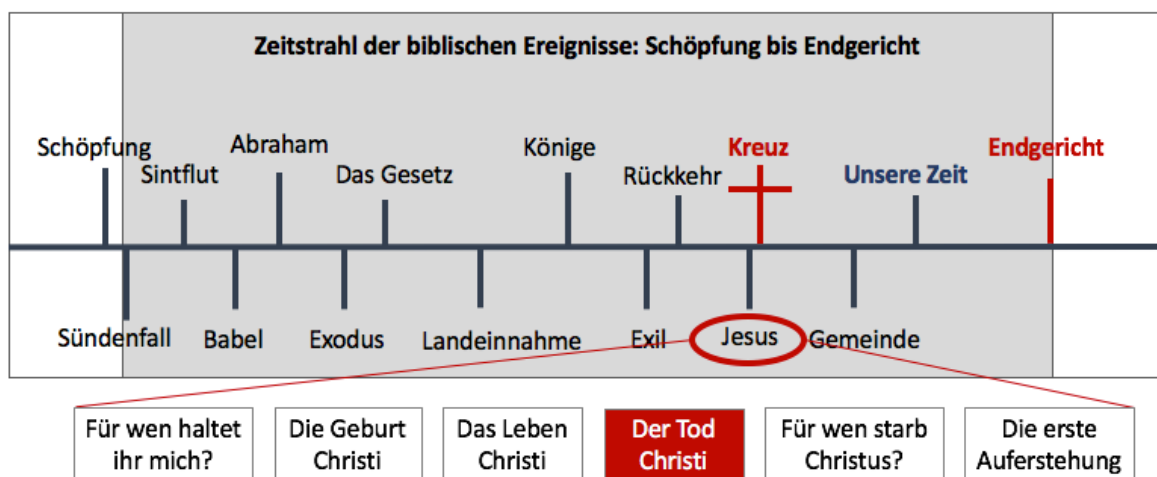 Zeitstrahl der biblischen Ereignisse: Schöpfung bis Endgericht
Schöpfung
Sintflut
Abraham
Das Gesetz
Könige
Rückkehr
Kreuz
Unsere Zeit
Endgericht
Sündenfall
Babel
Exodus
Landeinnahme
Exil
Jesus
Gemeinde
Für wen haltet
ihr mich?
Die Geburt
Christi
Das Leben
Christi
Der Tod
Christi
Für wen starb
Christus?
Die erste
Auferstehung